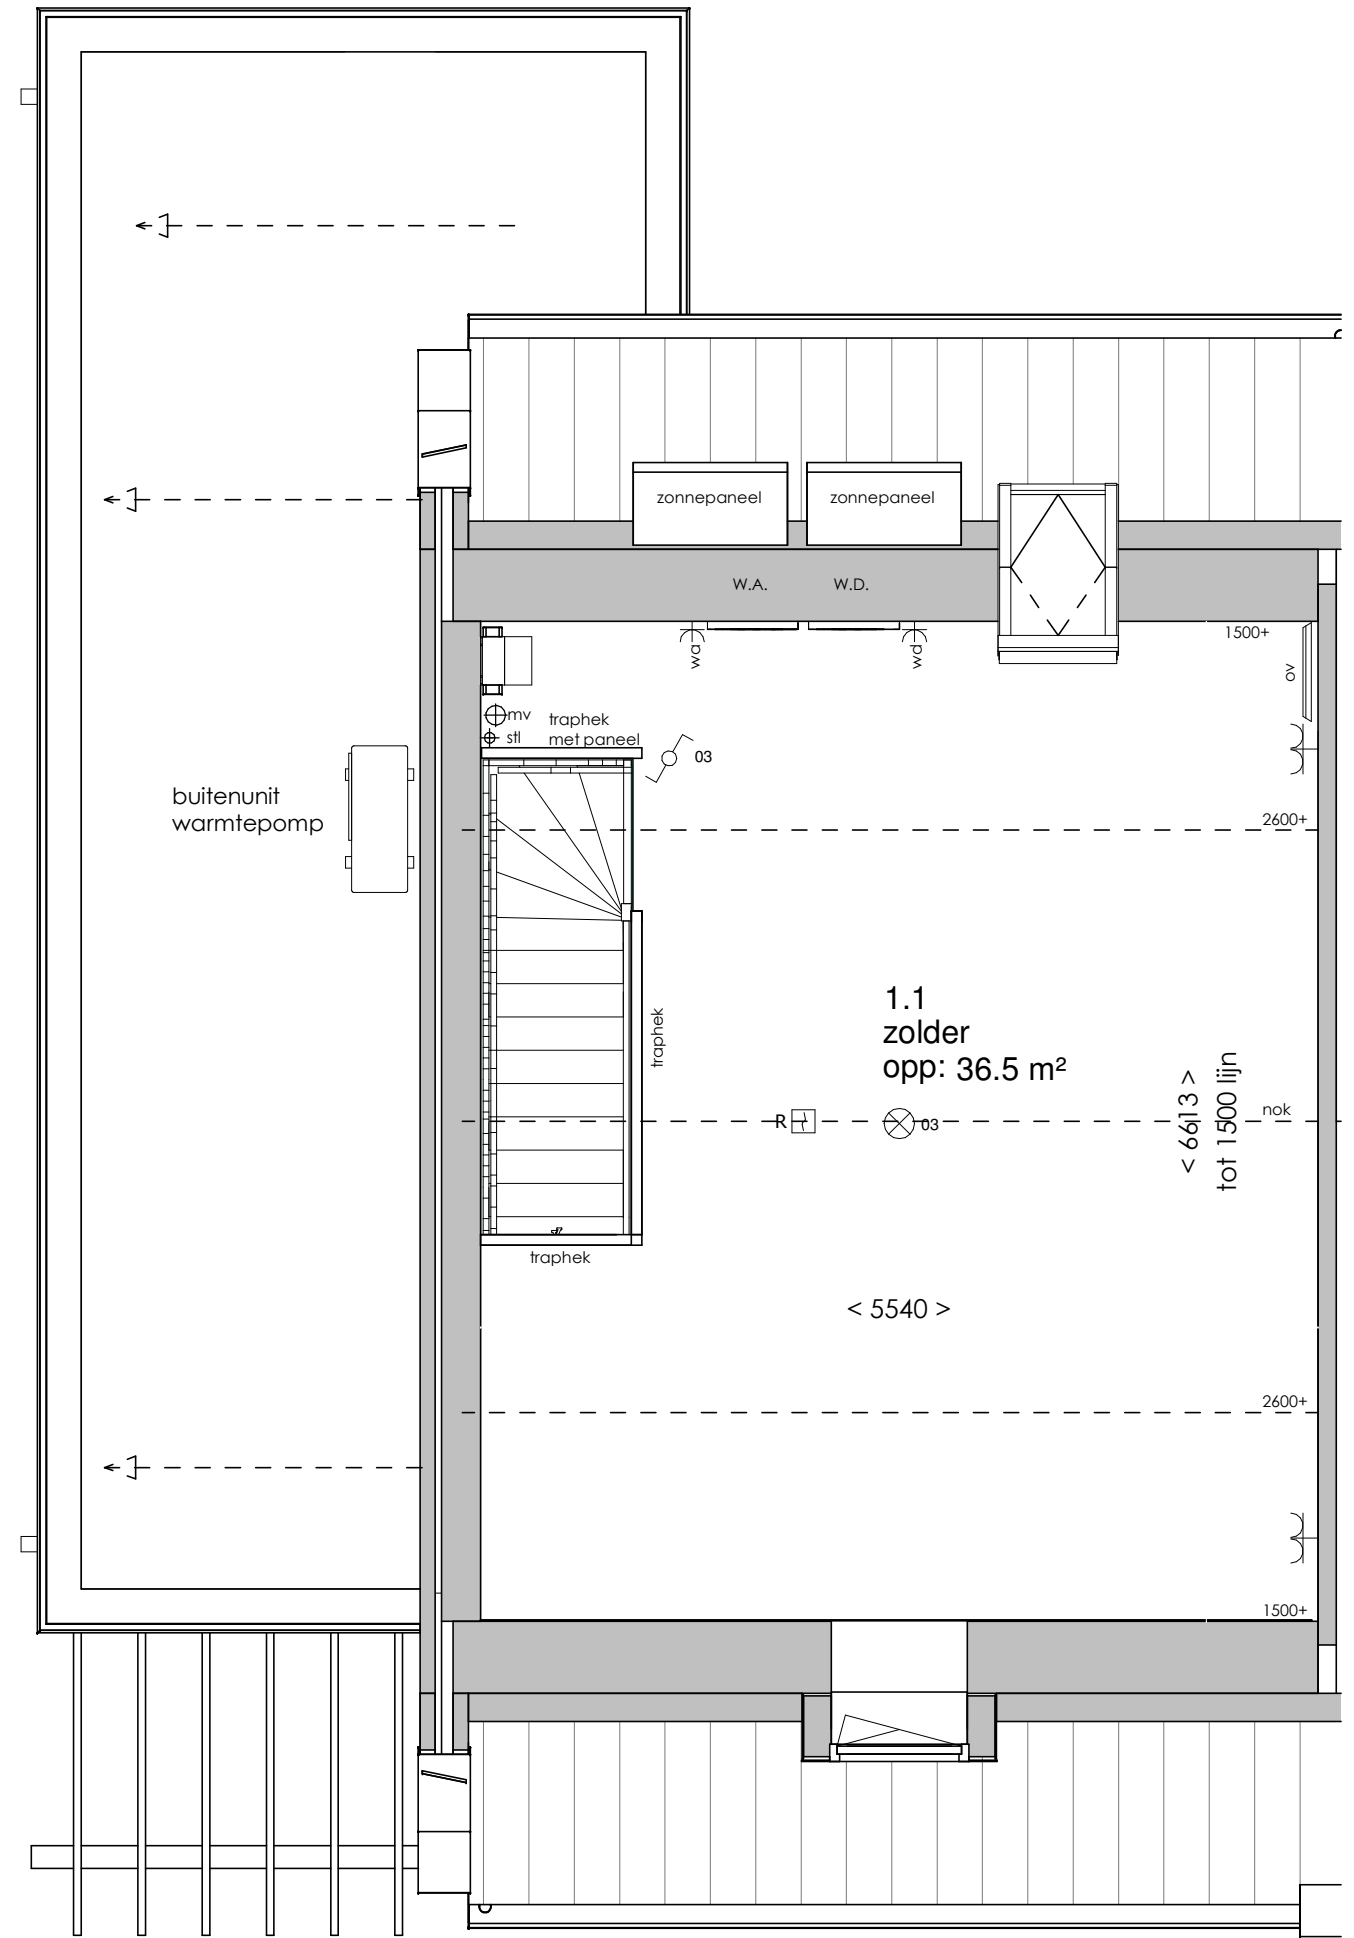 zonnepaneel
zonnepaneel
W.A.
W.D.
1500+
wa
wd
ov
mv
stl
traphek
met paneel
03
buitenunit
warmtepomp
2600+
1.1
zolder
opp: 36.5 m²
traphek
< 6613 >
tot 1500 lijn
nok
R
03
traphek
< 5540 >
2600+
1500+